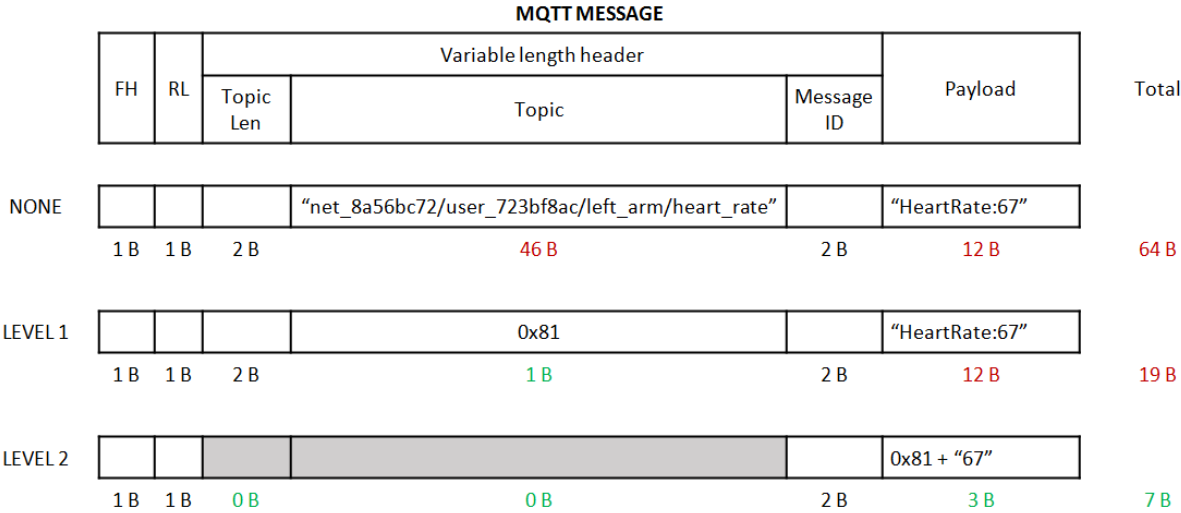 MQTT MESSAGE
Variable length header
FH RL Topic Len Topic Message ID Payload Total
NONE "net_8a56bc72/user_723bf8ac/left_arm/heart_rate" "HeartRate:67"
1 B 1 B 2 B 46 B 2 B 12 B 64 B
LEVEL 1 0x81 "HeartRate:67"
1 B 1 B 2 B 1 B 2 B 12 B 19 B
LEVEL 2 0x81 + "67"
1 B 1 B 0 B 0 B 2 B 3 B 7 B